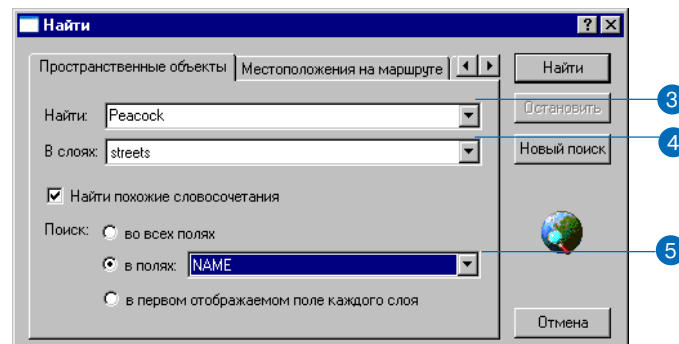 Найти
Пространственные объекты
Местоположения на маршруте
Найти
Найти: Peacock
3
Остановить
В слоях: streets
4
Новый поиск
Найти похожие словосочетания
Поиск: во всех полях
в полях: NAME
5
в первом отображаемом поле каждого слоя
Отмена